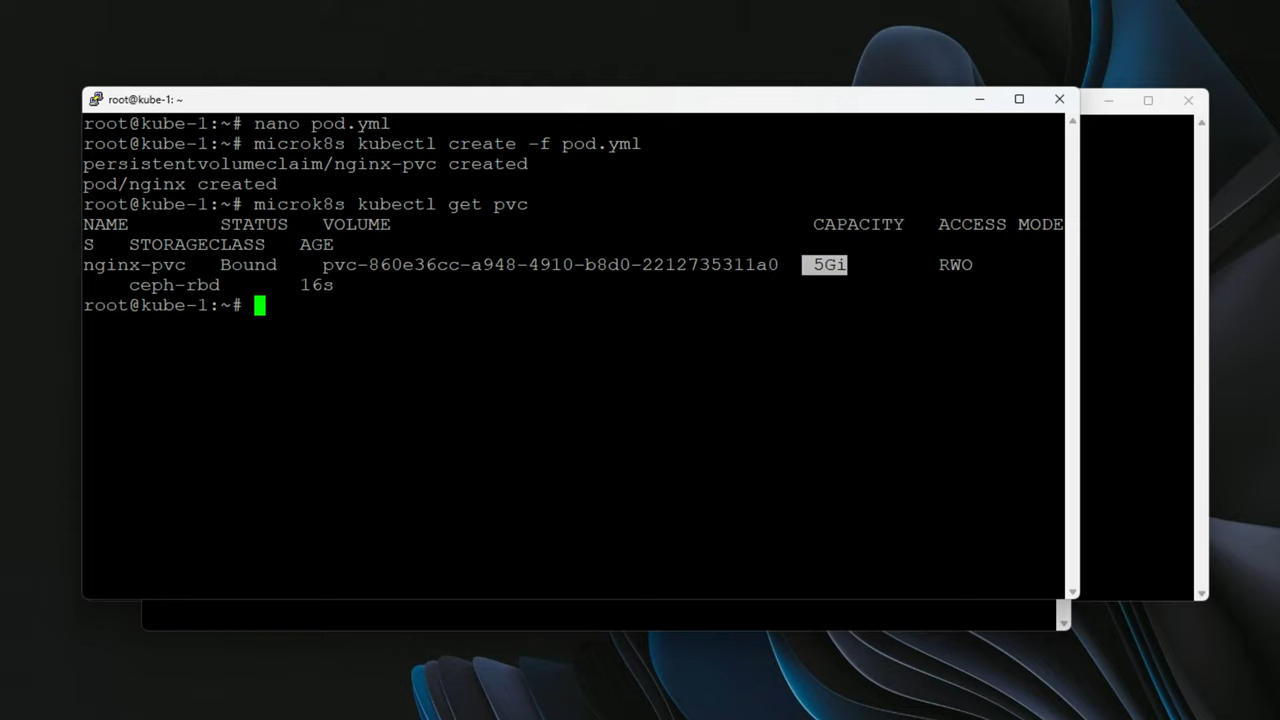 root@kube-1: ~
root@kube-1:~# nano pod.yml
root@kube-1:~# microk8s kubectl create -f pod.yml
persistentvolumeclaim/nginx-pvc created
pod/nginx created
root@kube-1:~# microk8s kubectl get pvc
NAME        STATUS   VOLUME                                     CAPACITY   ACCESS MODE
S   STORAGECLASS   AGE
nginx-pvc   Bound    pvc-860e36cc-a948-4910-b8d0-2212735311a0   5Gi        RWO
    ceph-rbd       16s
root@kube-1:~#